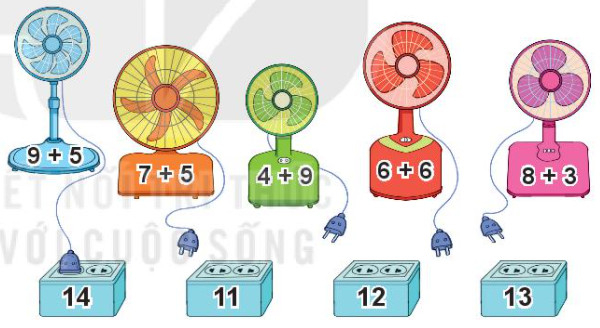 9 + 5
7 + 5
4 + 9
6 + 6
8 + 3
KẾT NỐI TRI THỨC
VỚI CUỘC SỐNG
14
11
12
13